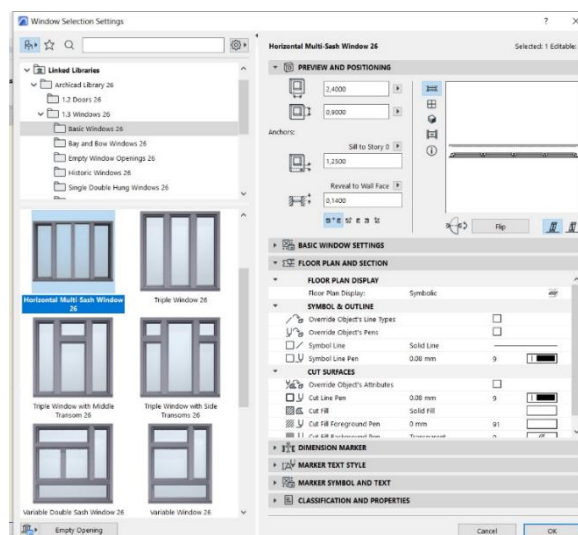 Window Selection Settings
Linked Libraries
Archicad Library 26
1.2 Doors 26
1.3 Windows 26
Basic Windows 26
Bay and Bow Windows 26
Empty Window Openings 26
Historic Windows 26
Single Double Hung Windows 26
Horizontal Multi-Sash Window 26
Triple Window 26
Triple Window with Middle Transom 26
Triple Window with Side Transoms 26
Variable Double Sash Window 26
Variable Window 26
Empty Opening
Horizontal Multi-Sash Window 26
Selected: 1 Editable:
PREVIEW AND POSITIONING
2,4000
0,9000
Anchors:
Sill to Story 0
1,2500
Reveal to Wall Face
0,1400
Flip
BASIC WINDOW SETTINGS
FLOOR PLAN AND SECTION
FLOOR PLAN DISPLAY
Floor Plan Display: Symbolic
SYMBOL & OUTLINE
Override Object's Line Types
Override Object's Pens
Symbol Line Solid Line
Symbol Line Pen 0.08 mm 9
CUT SURFACES
Override Object's Attributes
Cut Line Pen 0.08 mm 9
Cut Fill Solid Fill
Cut Fill Foreground Pen 0 mm 91
Cut Fill Background Pen Transparent
DIMENSION MARKER
MARKER TEXT STYLE
MARKER SYMBOL AND TEXT
CLASSIFICATION AND PROPERTIES
Cancel
OK